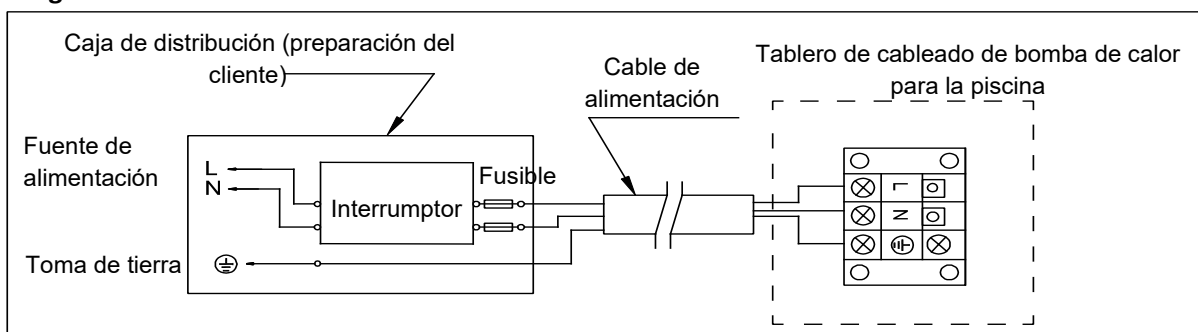 Caja de distribución (preparación del
cliente)
Cable de
alimentación
Tablero de cableado de bomba de calor
para la piscina
Fuente de
alimentación
L
N
Interrumptor
Fusible
Toma de tierra
L
N